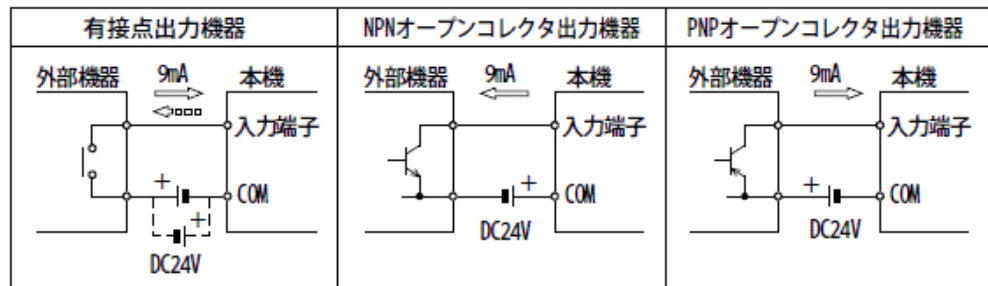 有接点出力機器
外部機器 9mA 本機
入力端子
+ COM
+
DC24V
NPNオープンコレクタ出力機器
外部機器 9mA 本機
入力端子
+ COM
DC24V
PNPオープンコレクタ出力機器
外部機器 9mA 本機
入力端子
+ COM
DC24V